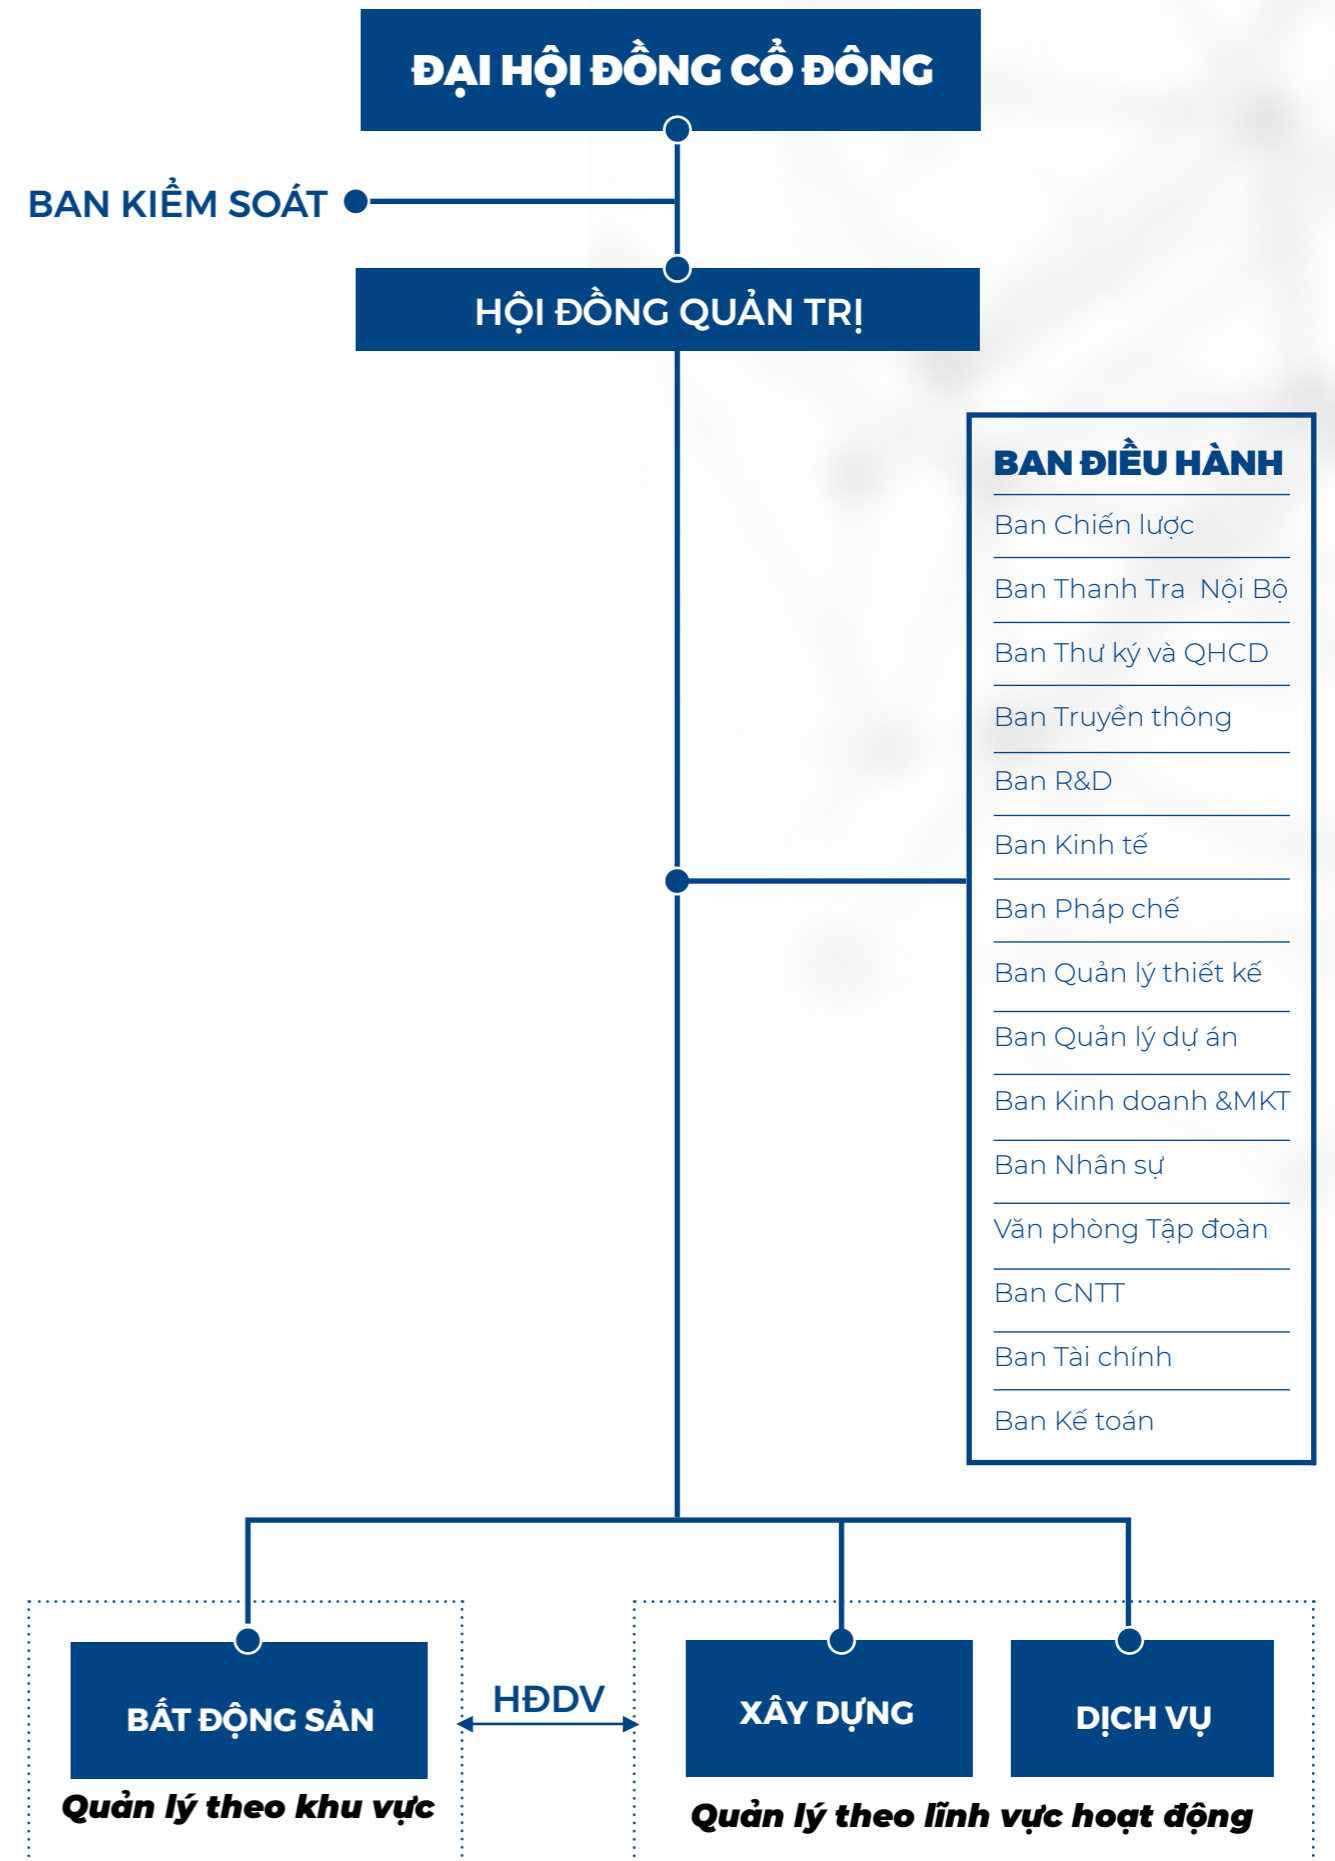 ĐẠI HỘI ĐỒNG CỔ ĐÔNG
BAN KIỂM SOÁT
HỘI ĐỒNG QUẢN TRỊ
BAN ĐIỀU HÀNH
Ban Chiến lược
Ban Thanh Tra Nội Bộ
Ban Thư ký và QHCD
Ban Truyền thông
Ban R&D
Ban Kinh tế
Ban Pháp chế
Ban Quản lý thiết kế
Ban Quản lý dự án
Ban Kinh doanh &MKT
Ban Nhân sự
Văn phòng Tập đoàn
Ban CNTT
Ban Tài chính
Ban Kế toán
BẤT ĐỘNG SẢN
Quản lý theo khu vực
HĐDV
XÂY DỰNG
DỊCH VỤ
Quản lý theo lĩnh vực hoạt động